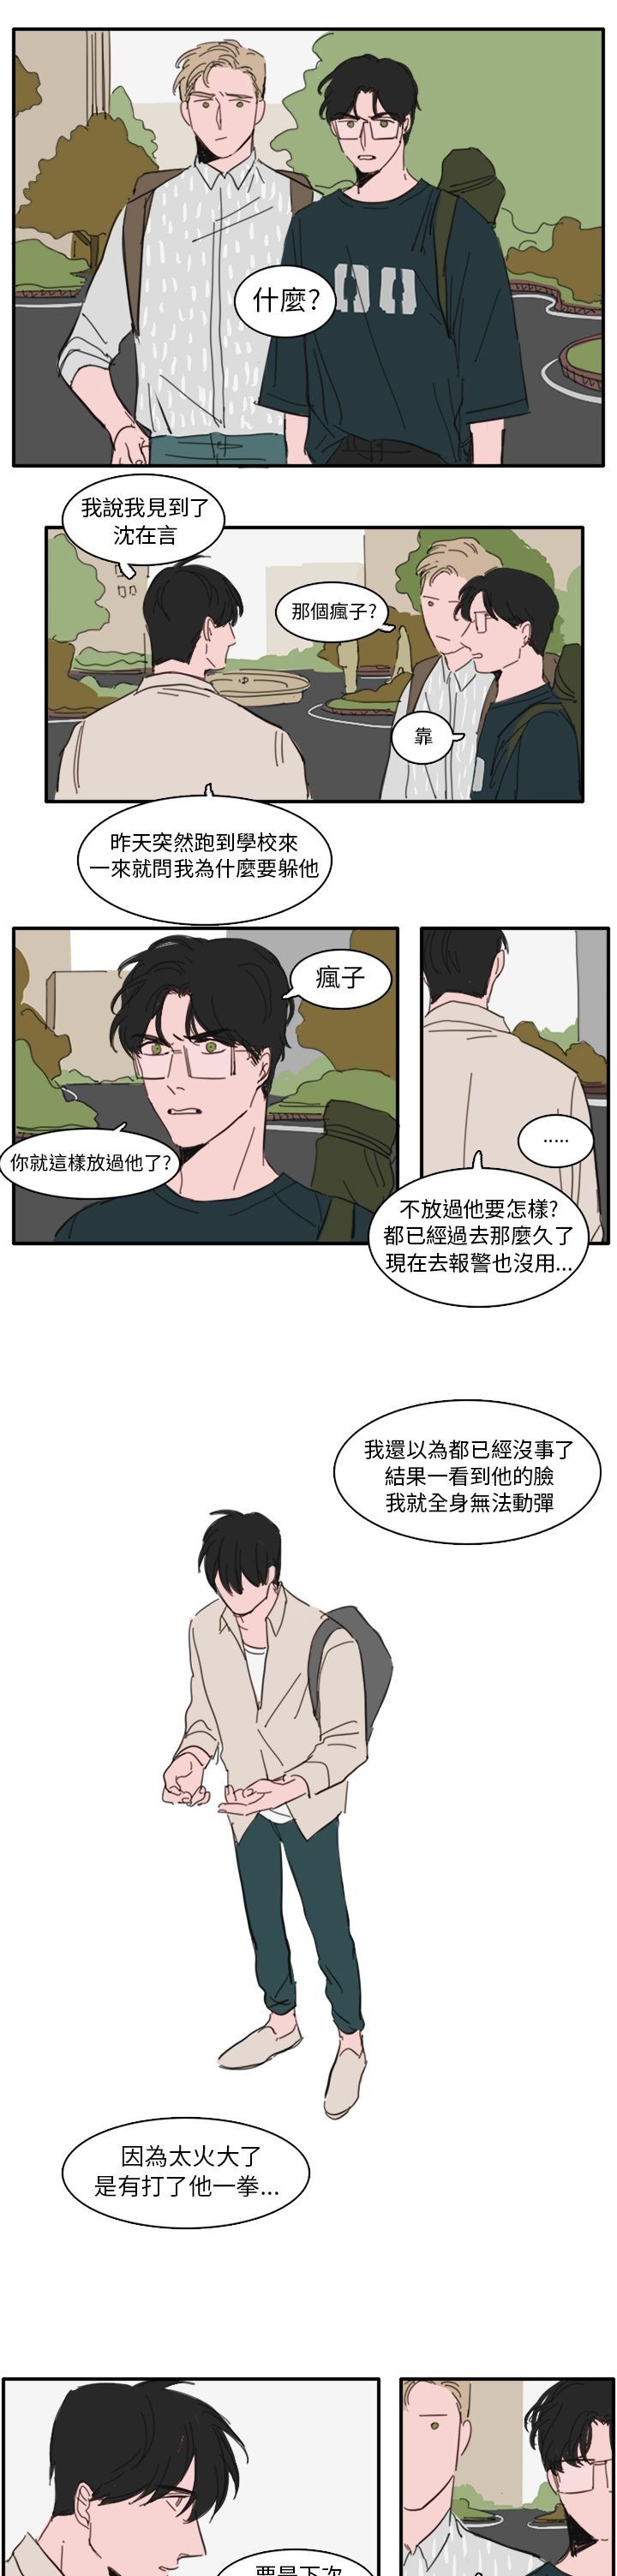 什麼?
我說我見到了
沈在言
那個瘋子?
靠
昨天突然跑到學校來
一來就問我為什麼要躲他
瘋子
你就這樣放過他了?
.....
不放過他要怎樣?
都已經過去那麼久了
現在去報警也沒用...
我還以為都已經沒事了
結果一看到他的臉
我就全身無法動彈
因為太火大了
是有打了他一拳...
要是下次